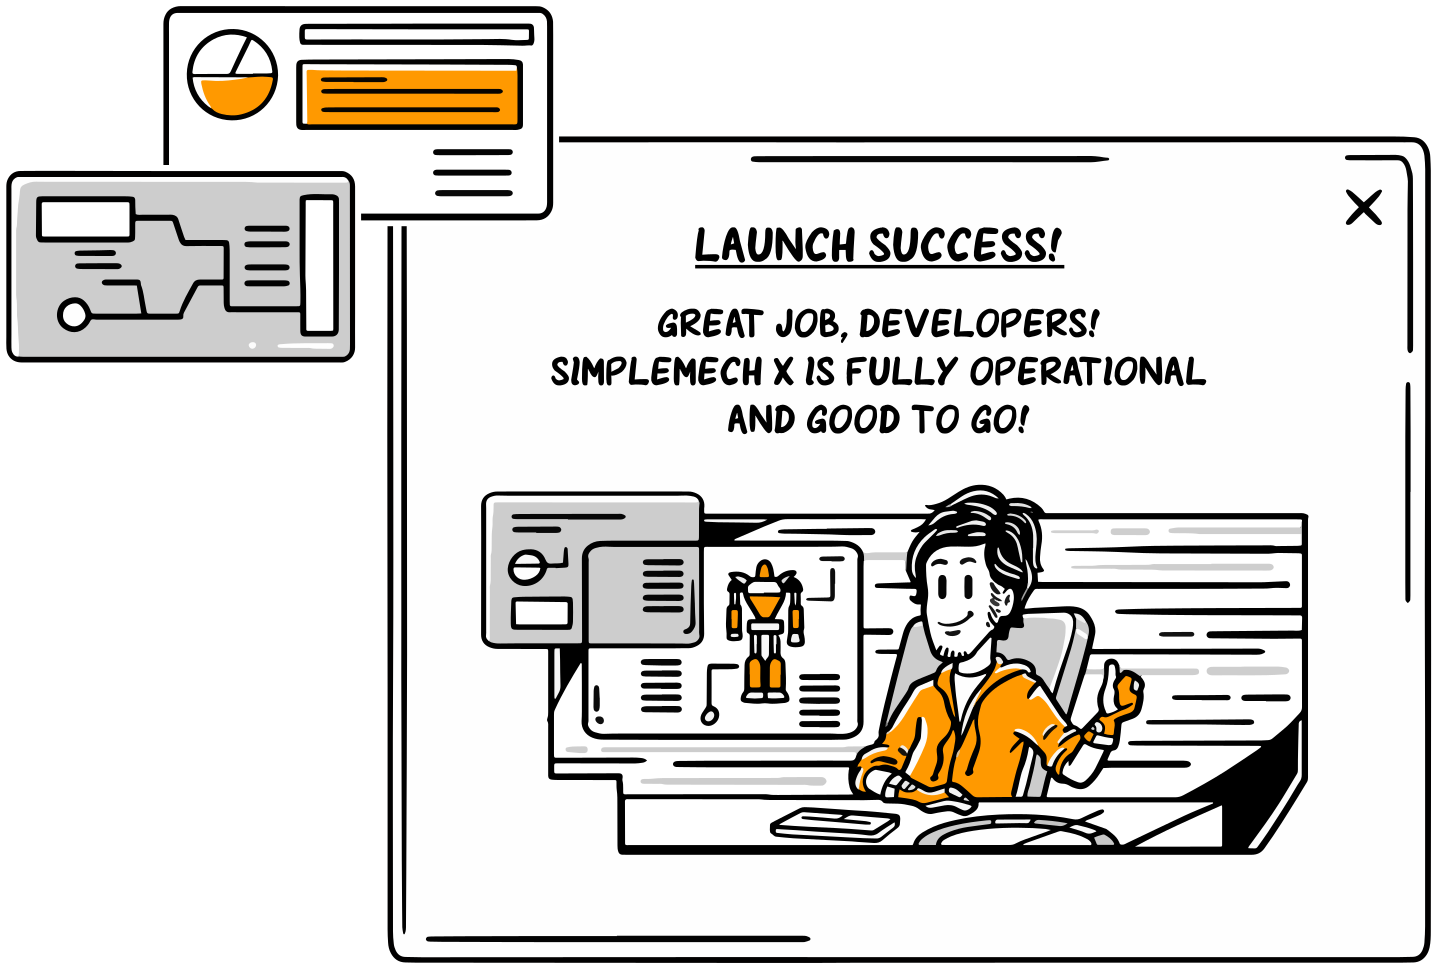 LAUNCH SUCCESS!
GREAT JOB, DEVELOPERS!
SIMPLEMECH X IS FULLY OPERATIONAL
AND GOOD TO GO!